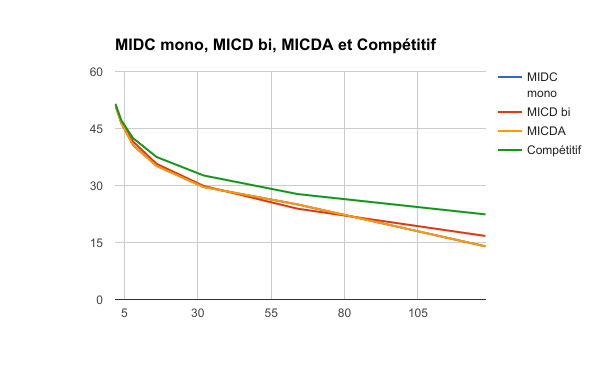 MIDC mono, MICD bi, MICDA et Compétitif
60
45
30
15
0
5 30 55 80 105
MIDC
mono
MICD bi
MICDA
Compétitif